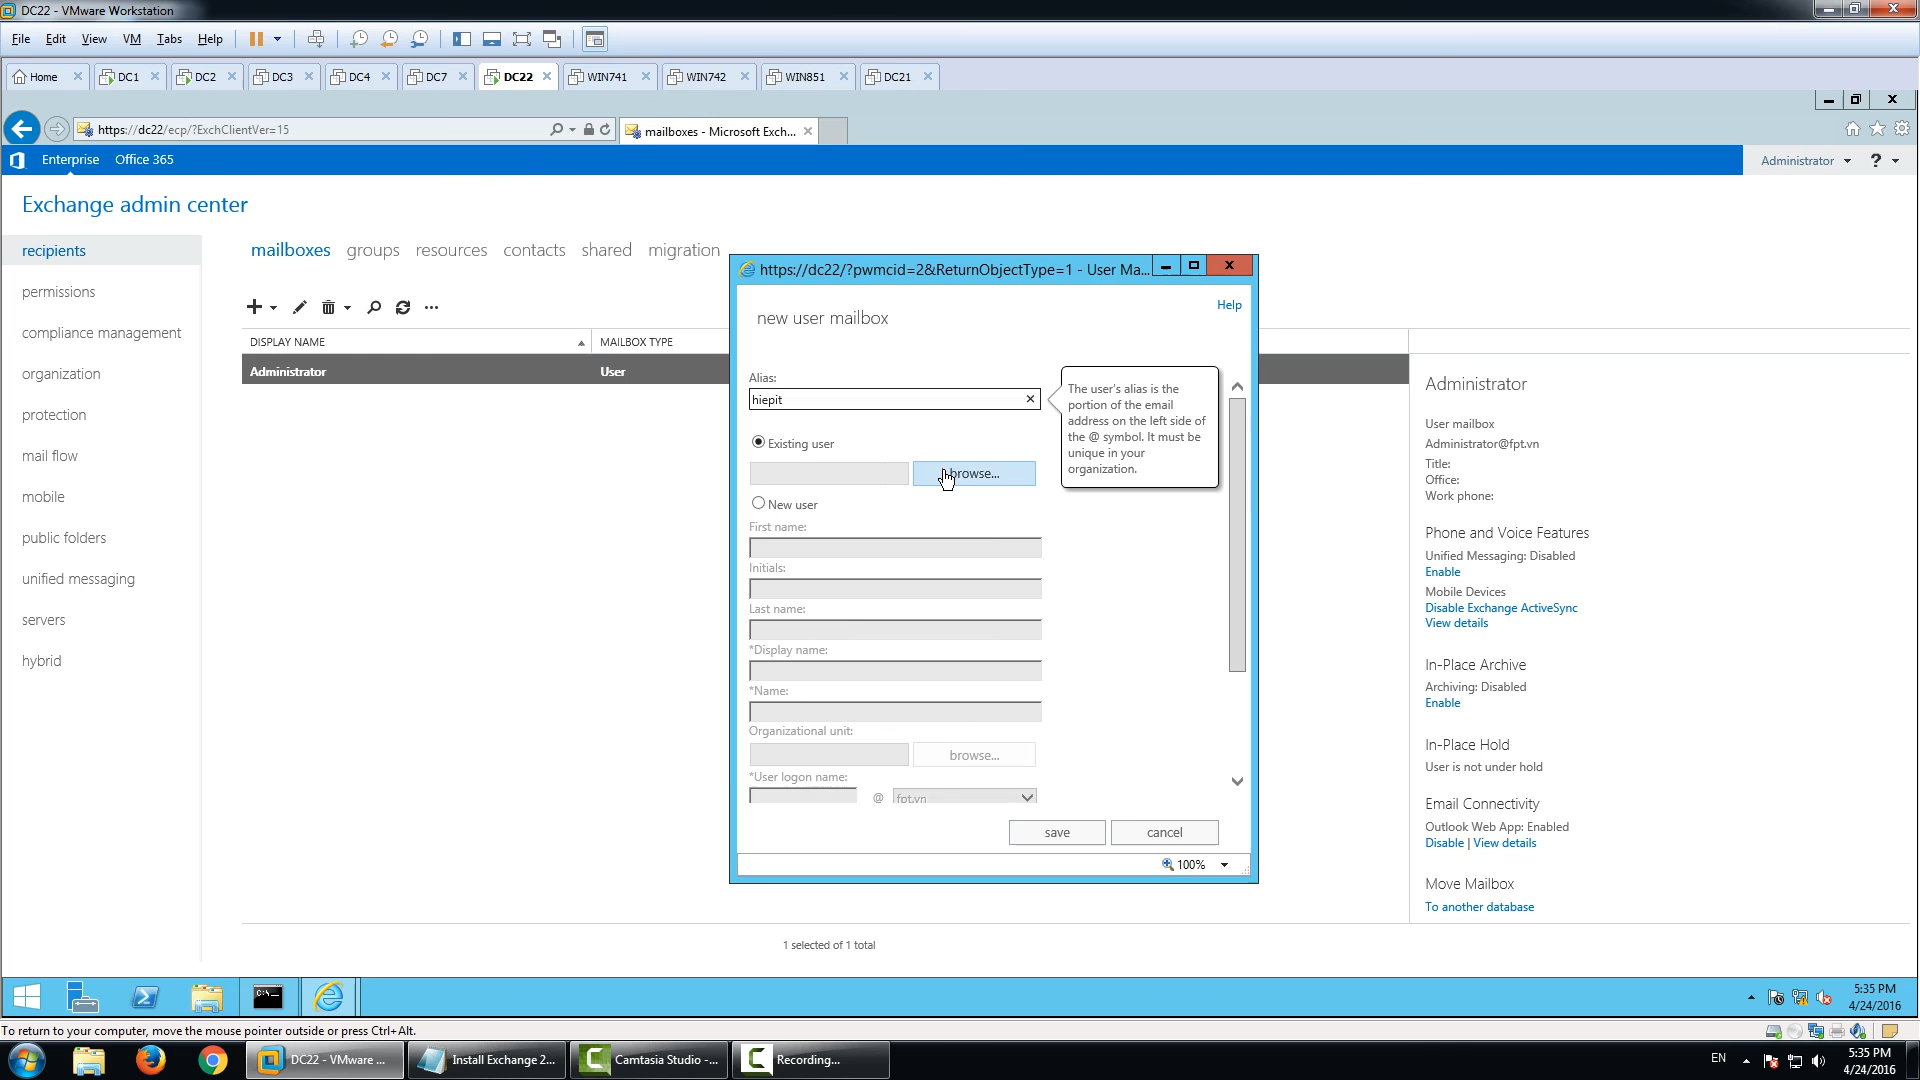 DC22 - VMware Workstation
File Edit View VM Tabs Help
Home DC1 DC2 DC3 DC4 DC7 DC22 WIN741 WIN742 WIN851 DC21
https://dc22/ecp/?ExchClientVer=15
mailboxes - Microsoft Exch...
Enterprise Office 365
Administrator ?
Exchange admin center
recipients
permissions
compliance management
organization
protection
mail flow
mobile
public folders
unified messaging
servers
hybrid
mailboxes groups resources contacts shared migration
DISPLAY NAME MAILBOX TYPE
Administrator User
1 selected of 1 total
https://dc22/?pwmcid=2&ReturnObjectType=1 - User Ma...
Help
new user mailbox
Alias:
hiepit
The user's alias is the
portion of the email
address on the left side of
the @ symbol. It must be
unique in your
organization.
Existing user
browse...
New user
First name:
Initials:
Last name:
*Display name:
*Name:
Organizational unit:
browse...
*User logon name:
@ fpt.vn
save cancel
100%
Administrator
User mailbox
Administrator@fpt.vn
Title:
Office:
Work phone:
Phone and Voice Features
Unified Messaging: Disabled
Enable
Mobile Devices
Disable Exchange ActiveSync
View details
In-Place Archive
Archiving: Disabled
Enable
In-Place Hold
User is not under hold
Email Connectivity
Outlook Web App: Enabled
Disable | View details
Move Mailbox
To another database
5:35 PM
4/24/2016
To return to your computer, move the mouse pointer outside or press Ctrl+Alt.
DC22 - VMware ... Install Exchange 2... Camtasia Studio -... Recording...
EN
5:35 PM
4/24/2016